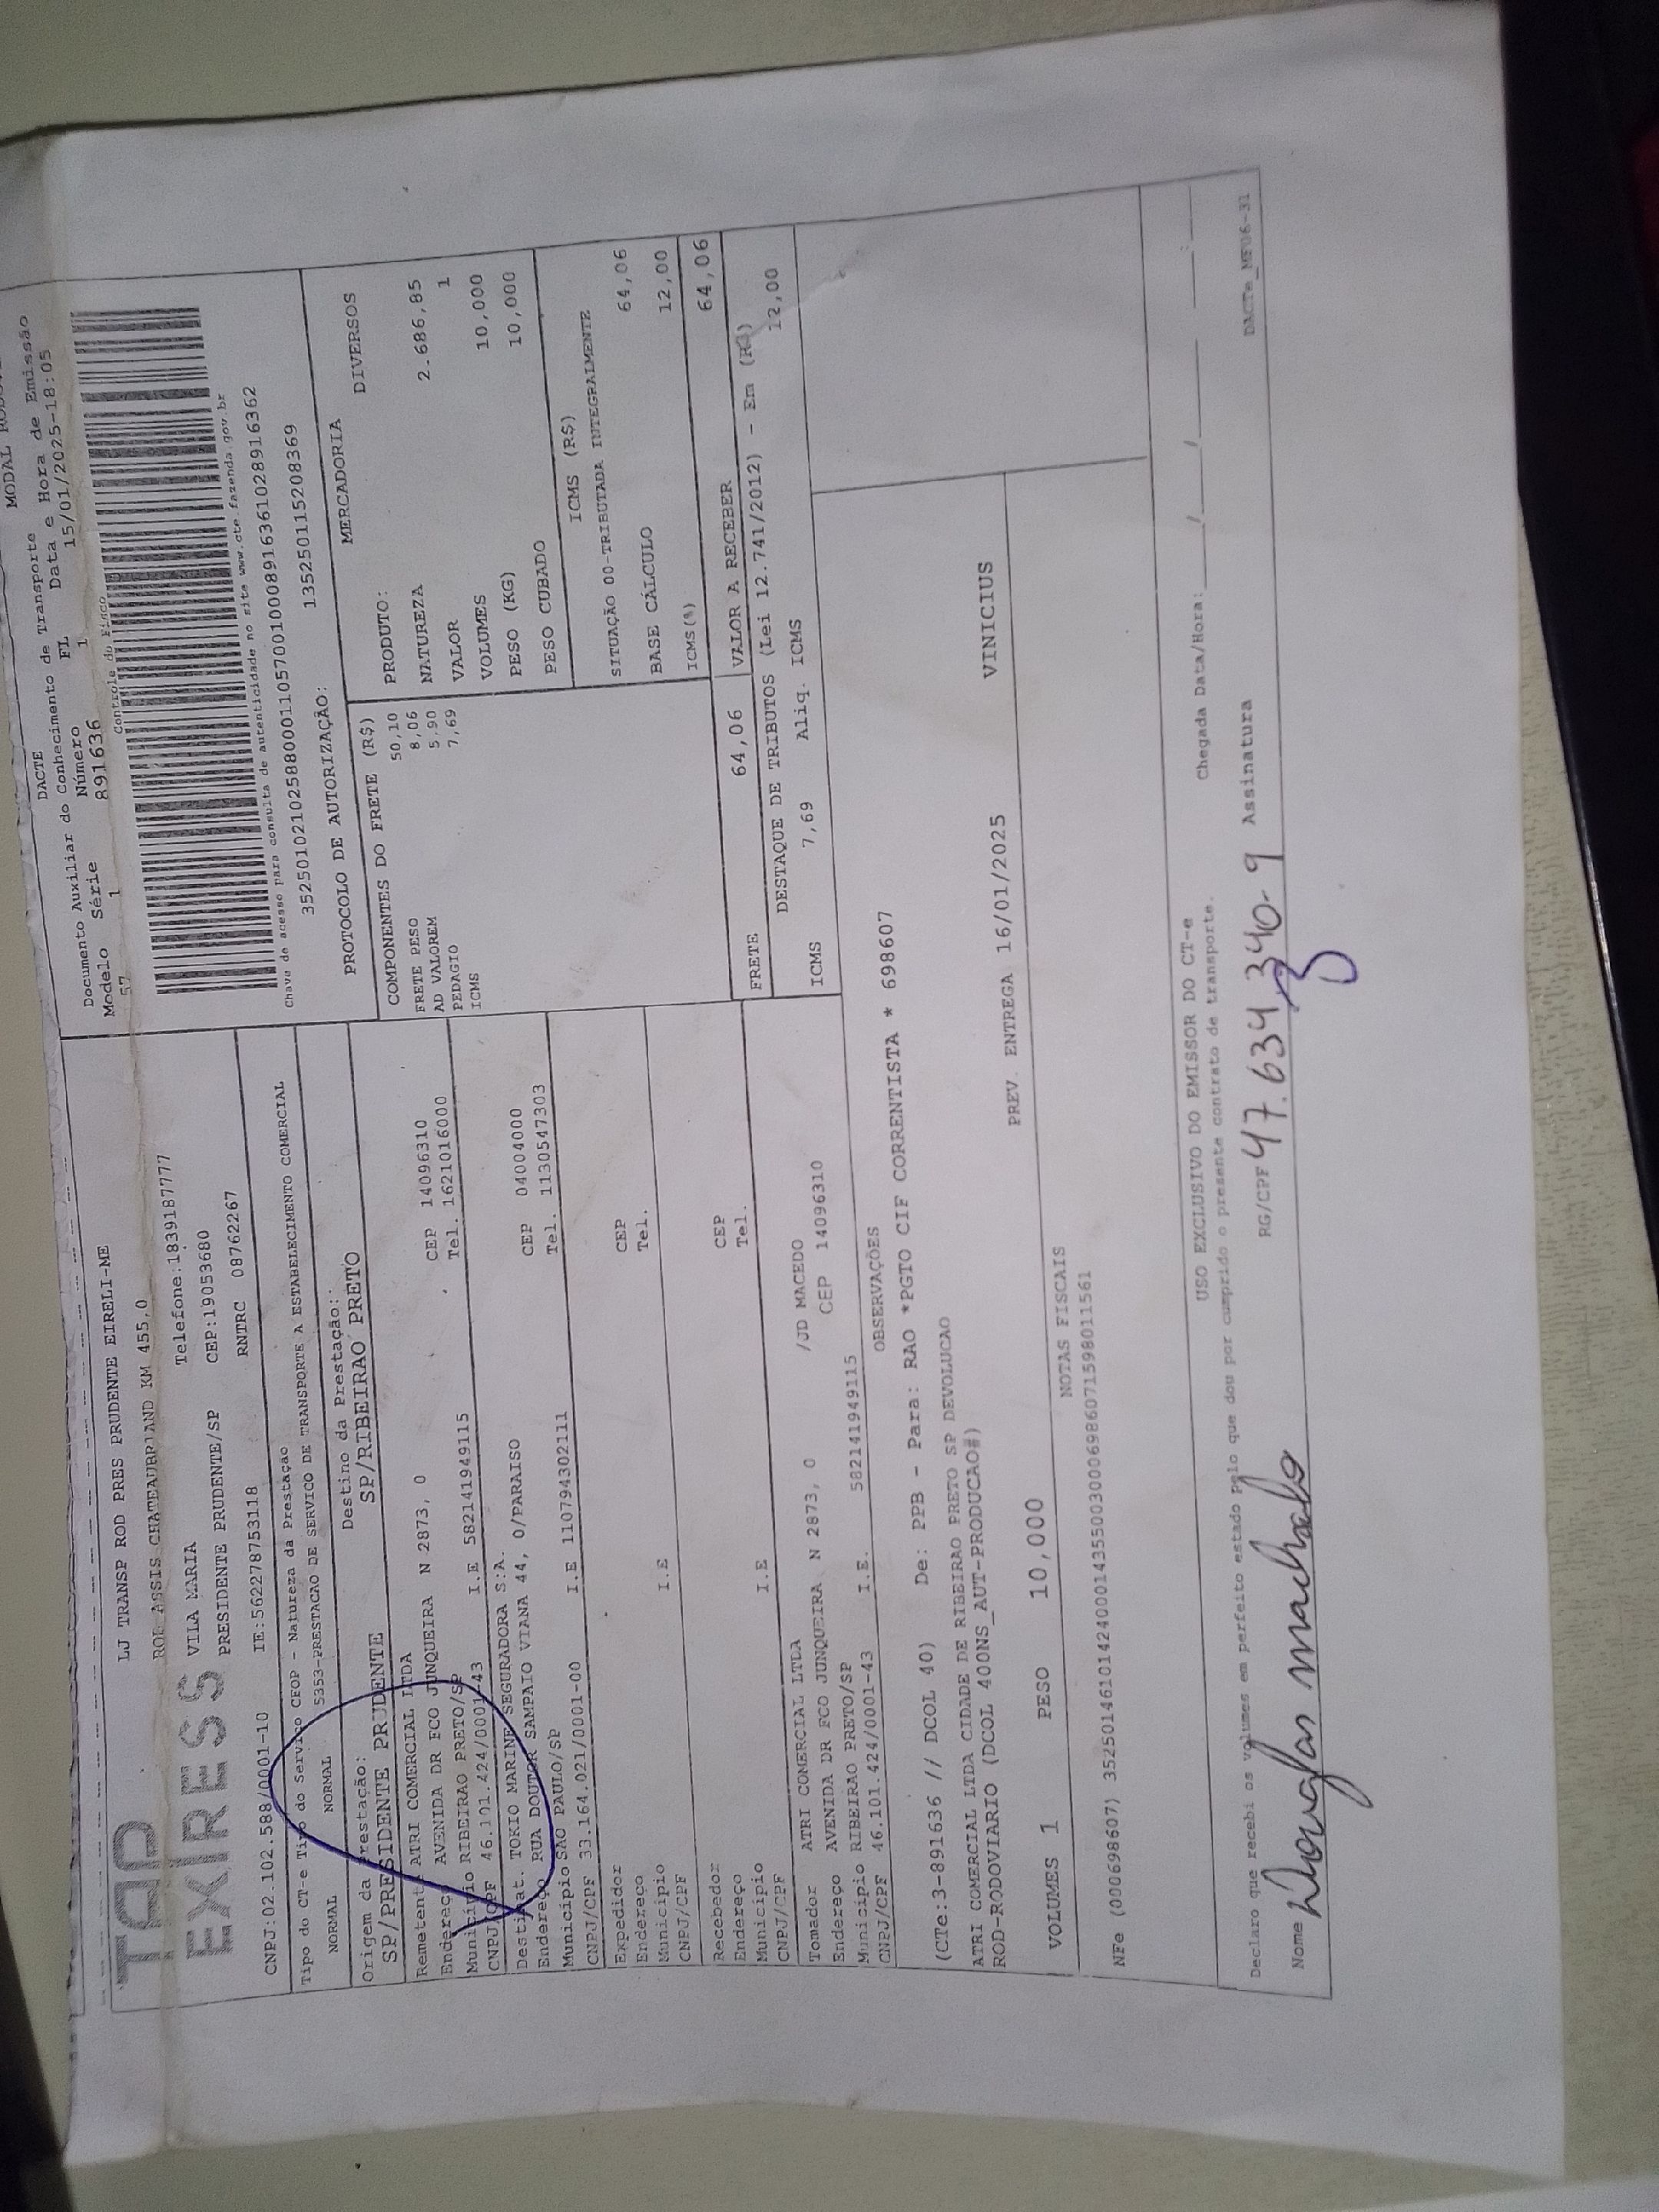 MODAL
DACTE
Documento Auxiliar do Conhecimento de Transporte
Data e Hora de Emissão
Modelo Série Número FL
57 1 891636 1 15/01/2025-18:05
Controle do Fisco
Chave de acesso para consulta de autenticidade no site www.cte.fazenda.gov.br
35250102102588000110570010008916361028916362
PROTOCOLO DE AUTORIZAÇÃO: 135250115208369
EXPRESS
LJ TRANSP ROD PRES PRUDENTE EIRELI-ME
ROD ASSIS CHATEAUBRIAND KM 455,0
VILA MARIA Telefone:1839187777
PRESIDENTE PRUDENTE/SP CEP:19053680
CNPJ:02.102.588/0001-10 IE:562278753118 RNTRC 08762267
Tipo do CT-e Tipo do Serviço CFOP - Natureza da Prestação
NORMAL NORMAL 5353-PRESTACAO DE SERVICO DE TRANSPORTE A ESTABELECIMENTO COMERCIAL
Origem da Prestação: Destino da Prestação:
SP/PRESIDENTE PRUDENTE SP/RIBEIRAO PRETO
Remetente ATRI COMERCIAL LTDA
Endereço AVENIDA DR FCO JUNQUEIRA N 2873, 0 CEP 14096310
Município RIBEIRAO PRETO/SP Tel. 1621016000
CNPJ/CPF 46.101.424/0001-43 I.E 582141949115
Destinat. TOKIO MARINE SEGURADORA S.A.
Endereço RUA DOUTOR SAMPAIO VIANA 44, 0/PARAISO CEP 04004000
Município SAO PAULO/SP Tel. 1130547303
CNPJ/CPF 33.164.021/0001-00 I.E 110794302111
Expedidor
Endereco CEP
Município Tel.
CNPJ/CPF I.E
Recebedor
Endereço CEP
Município Tel.
CNPJ/CPF I.E
Tomador ATRI COMERCIAL LTDA
Endereço AVENIDA DR FCO JUNQUEIRA N 2873, 0 /JD MACEDO
Município RIBEIRAO PRETO/SP CEP 14096310
CNPJ/CPF 46.101.424/0001-43 I.E. 582141949115
COMPONENTES DO FRETE (R$)
FRETE PESO 50,10
AD VALOREM 8,06
PEDAGIO 5,90
ICMS 7,69
MERCADORIA
PRODUTO: DIVERSOS
NATUREZA
VALOR 2.686,85
VOLUMES 1
PESO (KG) 10,000
PESO CUBADO 10,000
ICMS (R$)
SITUAÇÃO 00-TRIBUTADA INTEGRALMENTE
BASE CÁLCULO 64,06
ICMS(%) 12,00
FRETE 64,06 VALOR A RECEBER 64,06
DESTAQUE DE TRIBUTOS (Lei 12.741/2012) - Em (R$)
ICMS 7,69 Aliq. ICMS 12,00
OBSERVAÇÕES
(CTe:3-891636 // DCOL 40) De: PPB - Para: RAO *PGTO CIF CORRENTISTA * 698607
ATRI COMERCIAL LTDA CIDADE DE RIBEIRAO PRETO SP DEVOLUCAO
ROD-RODOVIARIO (DCOL 400NS_AUT-PRODUCAO#)
VOLUMES 1 PESO 10,000 PREV. ENTREGA 16/01/2025 VINICIUS
NOTAS FISCAIS
NFe (000698607) 35250146101424000143550030006986071598011561
USO EXCLUSIVO DO EMISSOR DO CT-e
Declaro que recebi os volumes em perfeito estado pelo que dou por cumprido o presente contrato de transporte.
Chegada Data/Hora: ____/____/____ ____:____
Nome Douglas machado RG/CPF 47.634.340-9 Assinatura
DACTe_MF06-31